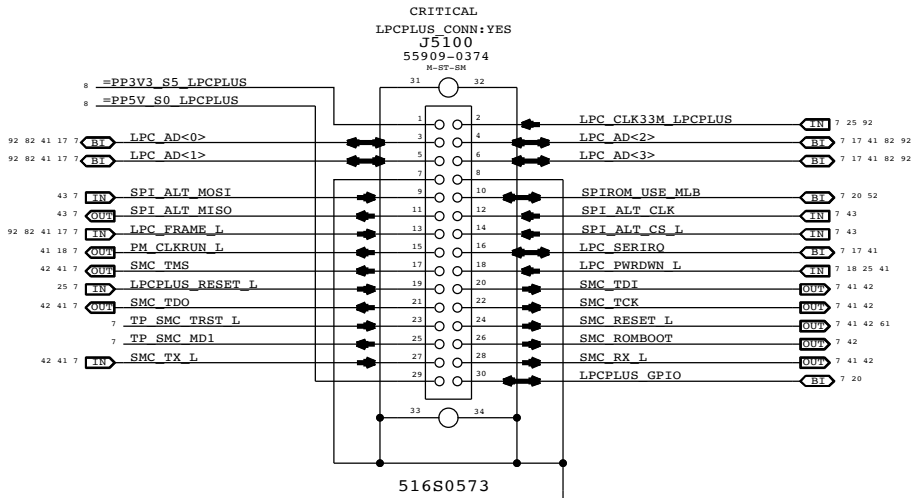 CRITICAL
LPCPLUS_CONN:YES
J5100
55909-0374
M-ST-SM
31 32
8 =PP3V3_S5_LPCPLUS
8 =PP5V_S0_LPCPLUS
1 2 LPC_CLK33M_LPCPLUS IN 7 25 92
92 82 41 17 7 BI LPC_AD<0> 3 4 LPC_AD<2> BI 7 17 41 82 92
92 82 41 17 7 BI LPC_AD<1> 5 6 LPC_AD<3> BI 7 17 41 82 92
7 8
43 7 IN SPI_ALT_MOSI 9 10 SPIROM_USE_MLB BI 7 20 52
43 7 OUT SPI_ALT_MISO 11 12 SPI_ALT_CLK IN 7 43
92 82 41 17 7 IN LPC_FRAME_L 13 14 SPI_ALT_CS_L IN 7 43
41 18 7 OUT PM_CLKRUN_L 15 16 LPC_SERIRQ BI 7 17 41
42 41 7 OUT SMC_TMS 17 18 LPC_PWRDWN_L IN 7 18 25 41
25 7 IN LPCPLUS_RESET_L 19 20 SMC_TDI OUT 7 41 42
42 41 7 OUT SMC_TDO 21 22 SMC_TCK OUT 7 41 42
7 TP_SMC_TRST_L 23 24 SMC_RESET_L OUT 7 41 42 61
7 TP_SMC_MD1 25 26 SMC_ROMBOOT OUT 7 42
42 41 7 IN SMC_TX_L 27 28 SMC_RX_L OUT 7 41 42
29 30 LPCPLUS_GPIO BI 7 20
33 34
516S0573